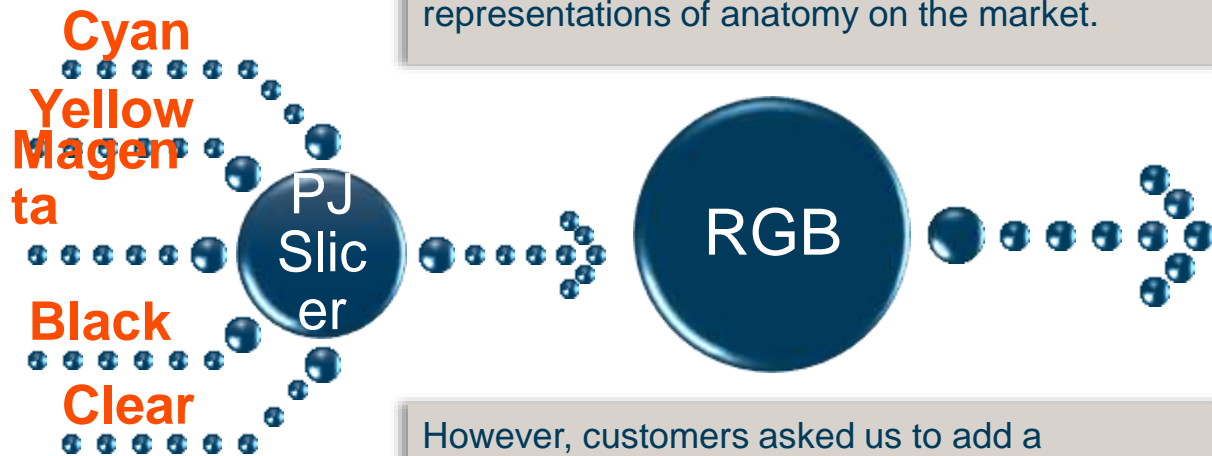 representations of anatomy on the market.
Cyan
Yellow
Magen
ta
Black
Clear
PJ
Slic
er
RGB
However, customers asked us to add a